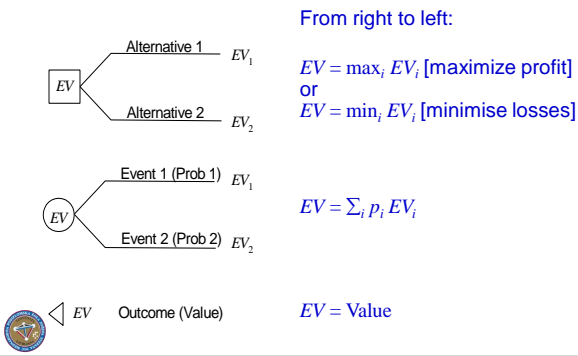 From right to left:
Alternative 1 EV₁
EV
Alternative 2 EV₂
EV = maxᵢ EVᵢ [maximize profit]
or
EV = minᵢ EVᵢ [minimise losses]
Event 1 (Prob 1) EV₁
EV
Event 2 (Prob 2) EV₂
EV = ∑ᵢ pᵢ EVᵢ
EV Outcome (Value)
EV = Value